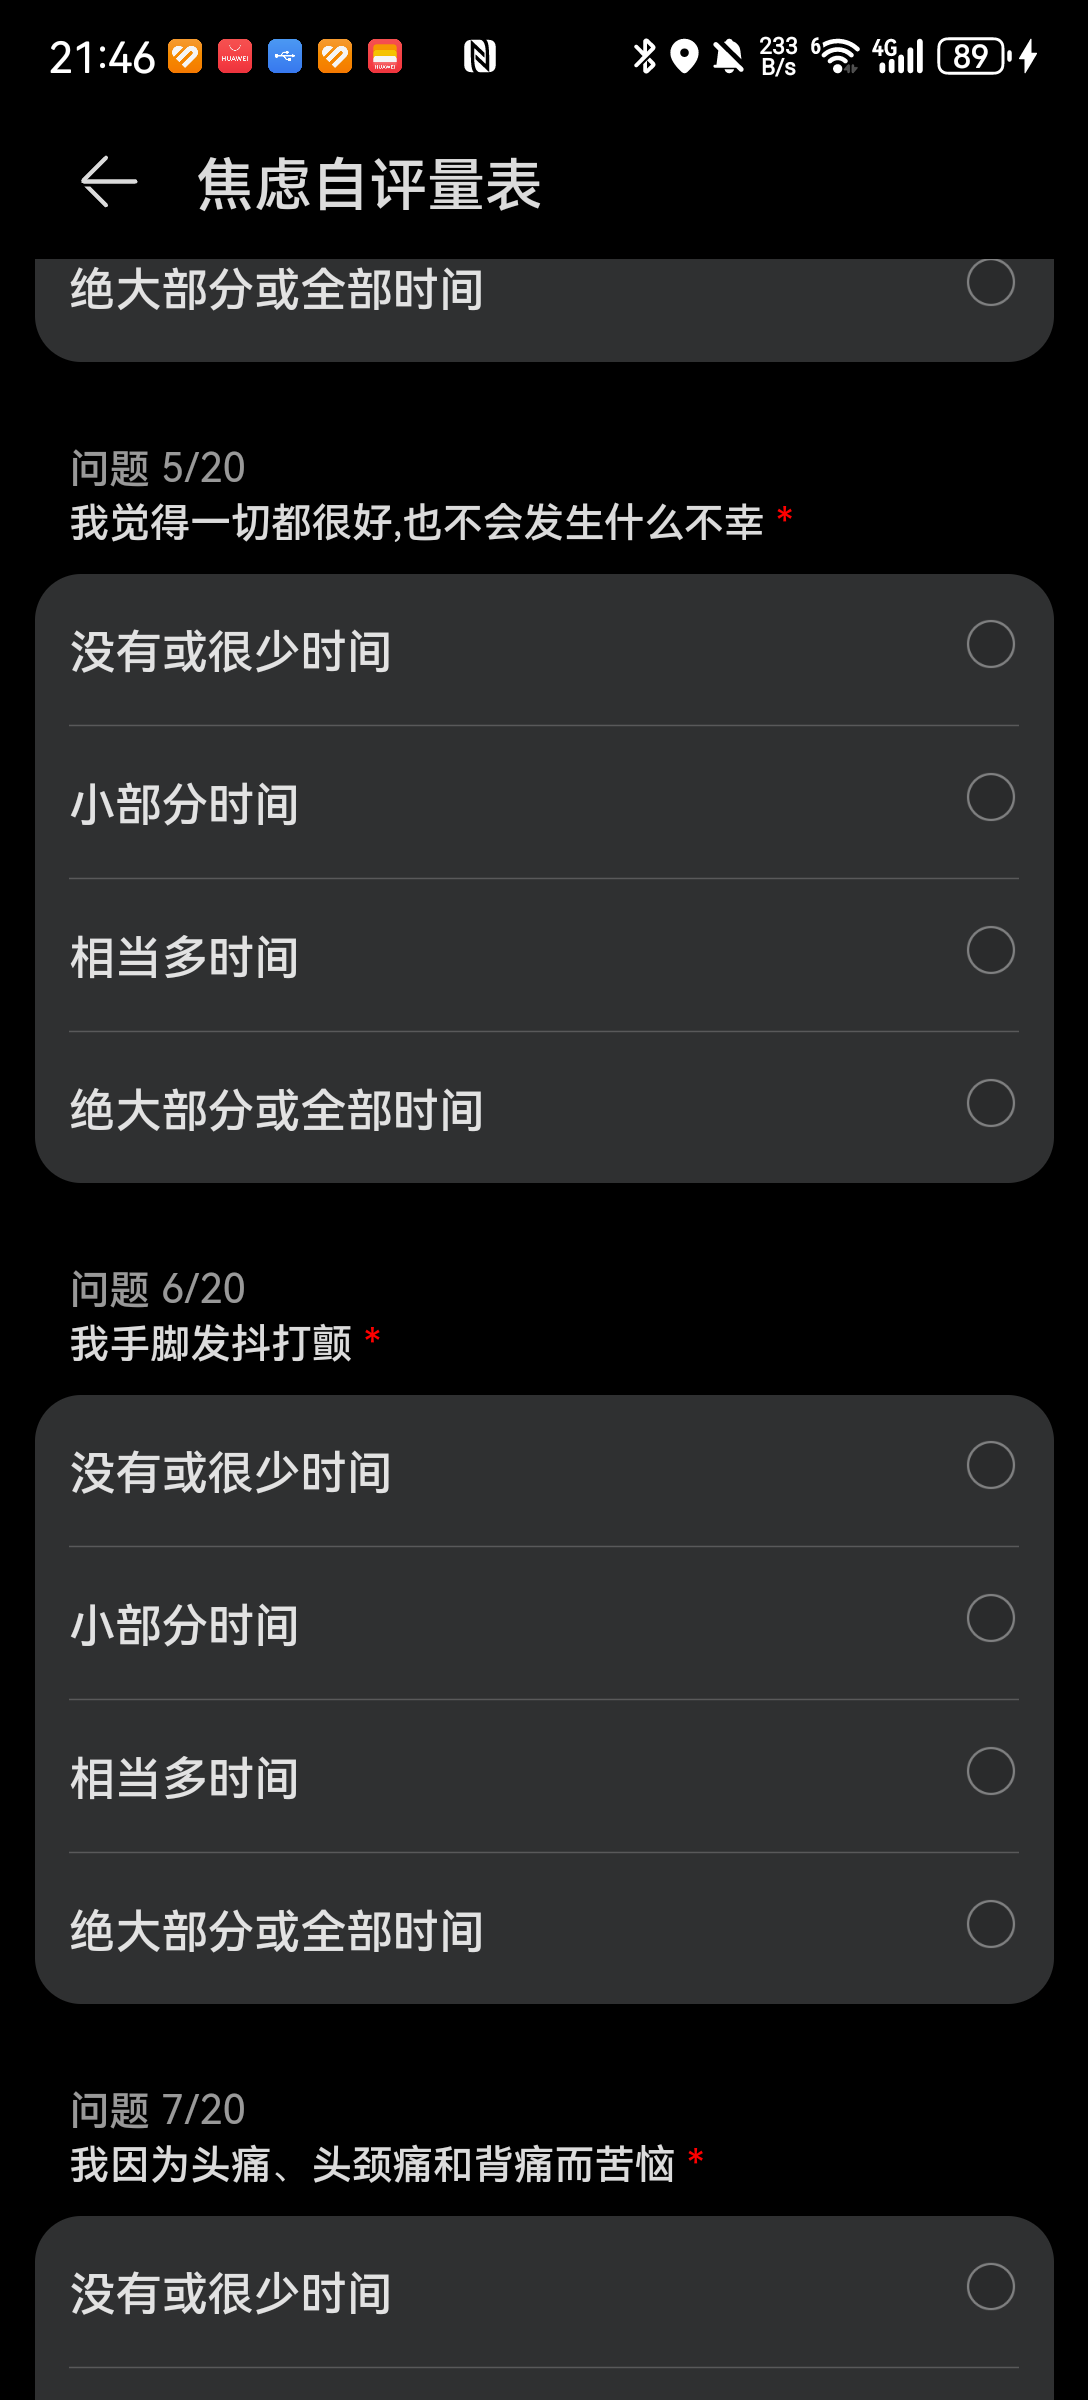 21:46
HUAWEI
HUAWEI
233
B/s
6
4G
89
焦虑自评量表
绝大部分或全部时间
问题 5/20
我觉得一切都很好,也不会发生什么不幸 *
没有或很少时间
小部分时间
相当多时间
绝大部分或全部时间
问题 6/20
我手脚发抖打颤 *
没有或很少时间
小部分时间
相当多时间
绝大部分或全部时间
问题 7/20
我因为头痛、头颈痛和背痛而苦恼 *
没有或很少时间